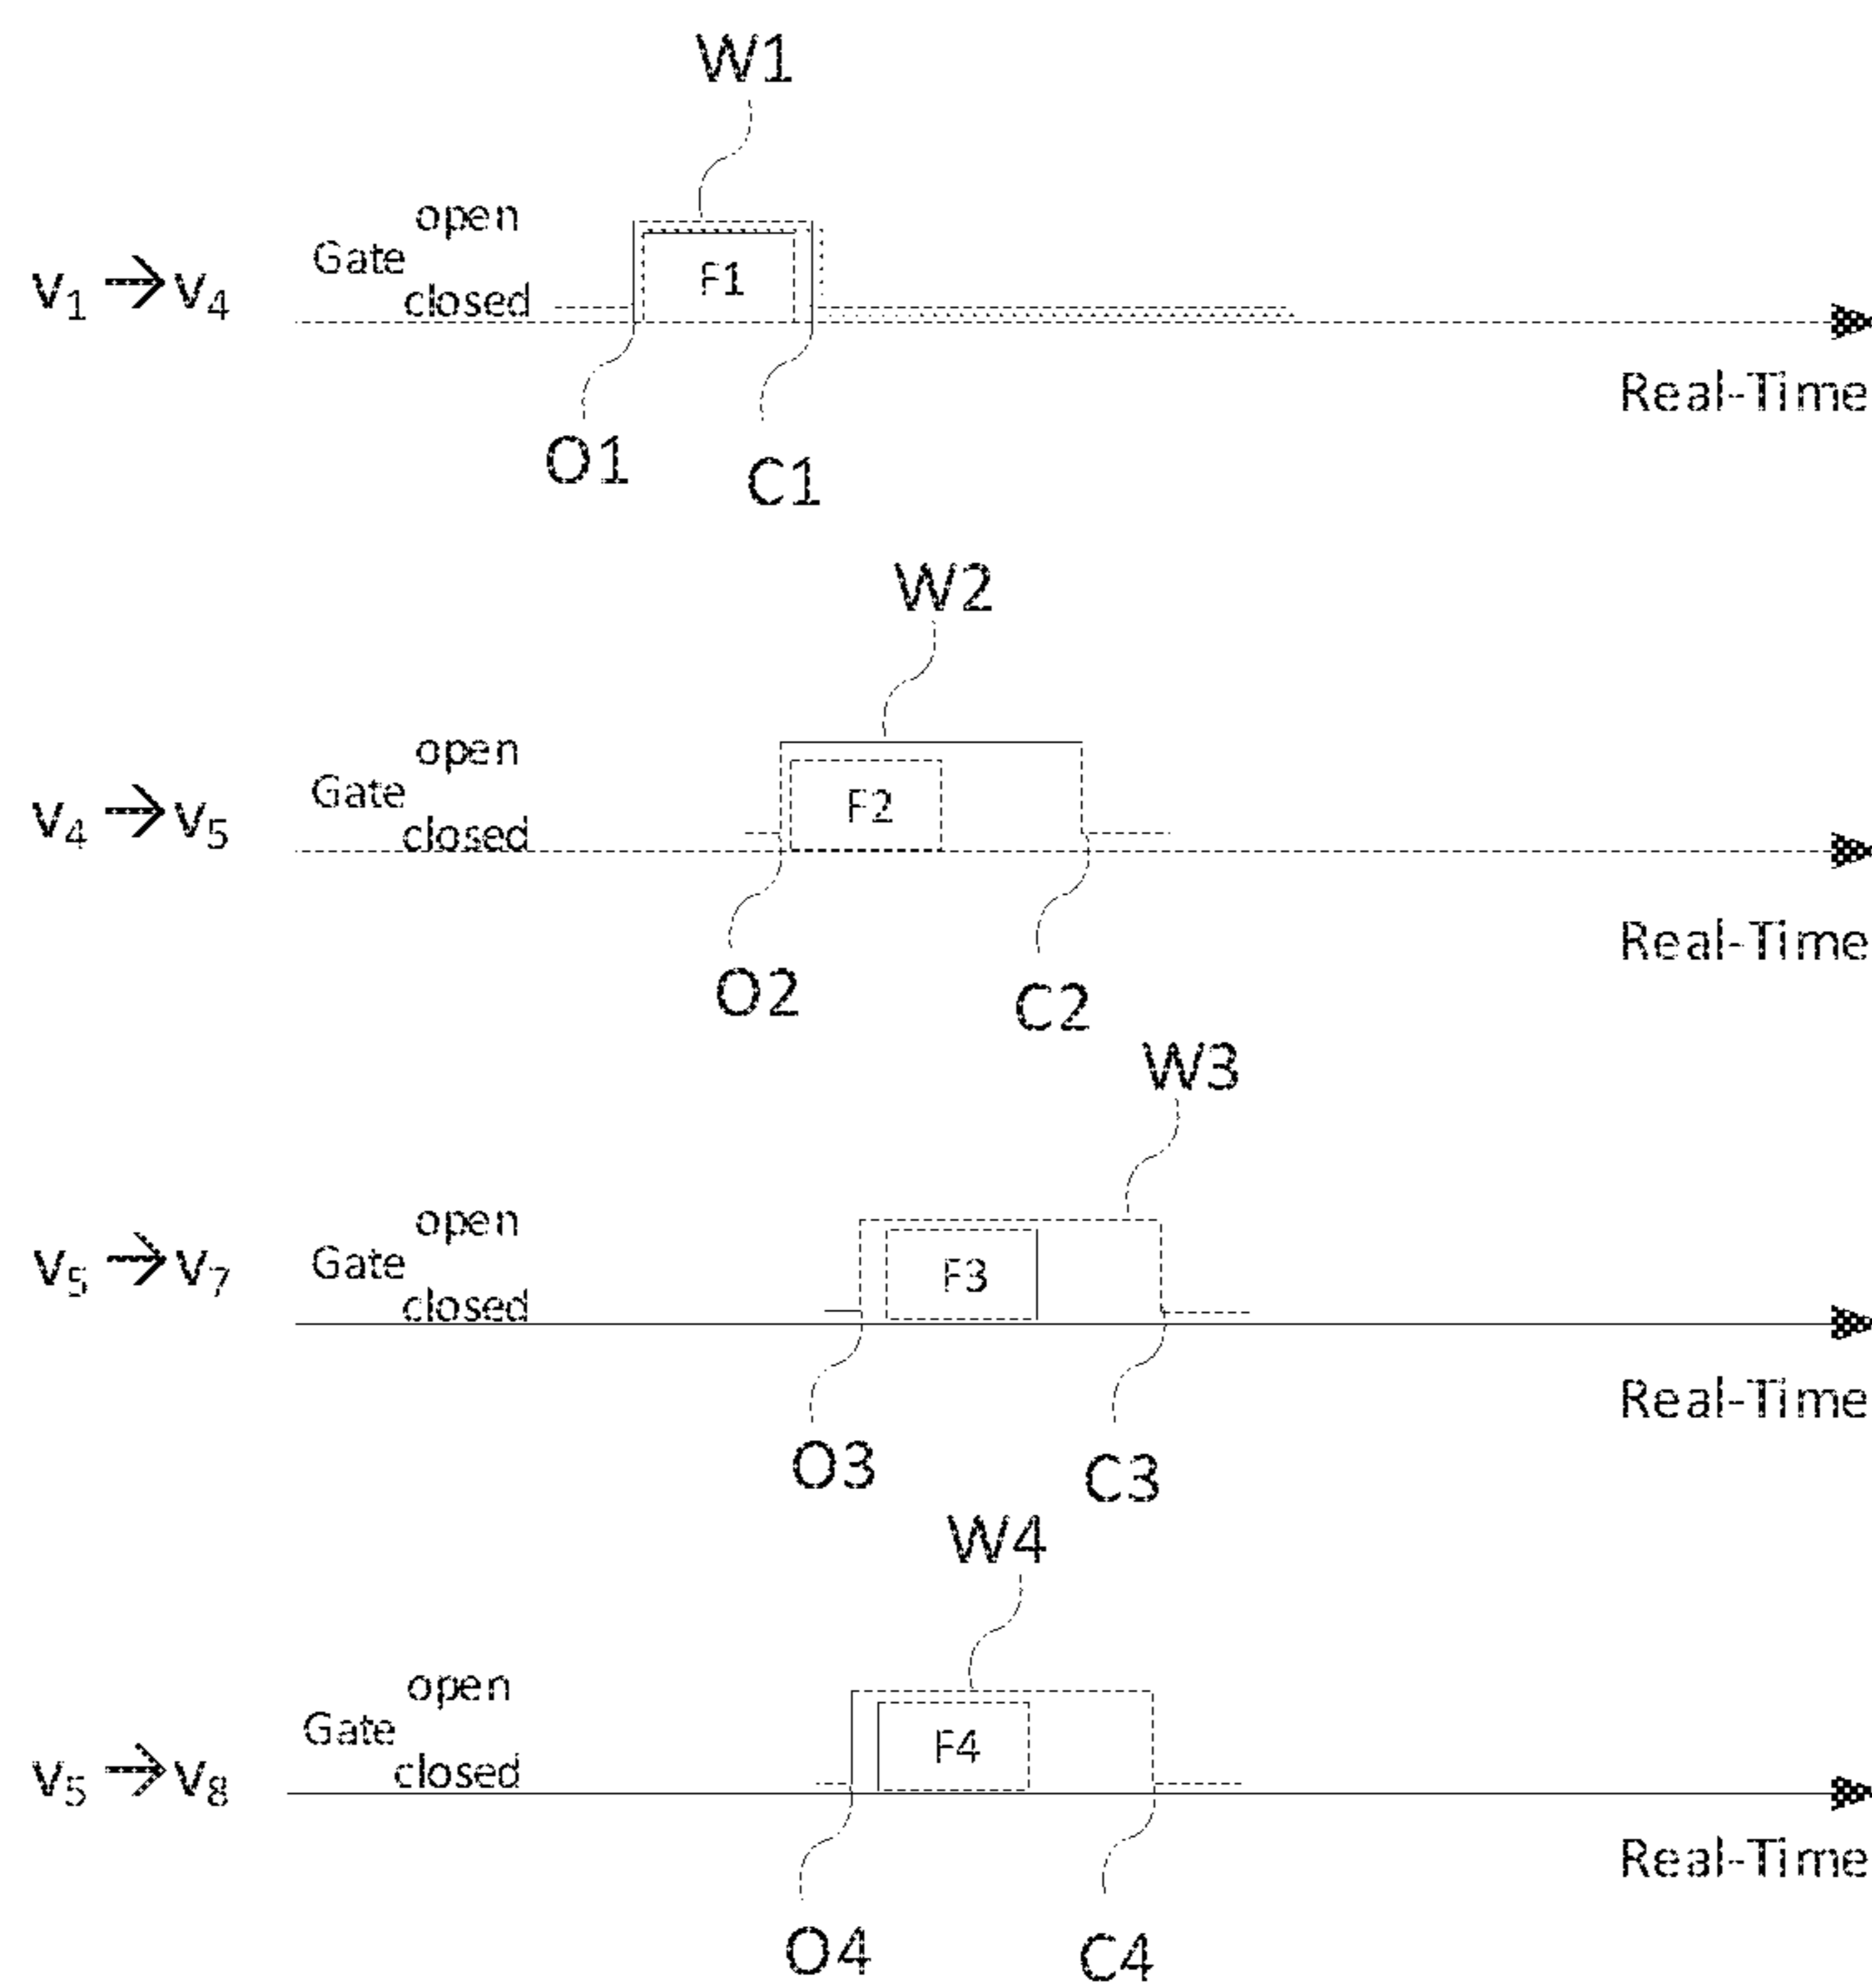 W1
open
Gate
closed
F1
v₁ → v₄
Real-Time
O1
C1
W2
open
Gate
closed
F2
v₄ → v₅
Real-Time
O2
C2
W3
open
Gate
closed
F3
v₅ → v₇
Real-Time
O3
C3
W4
open
Gate
closed
F4
v₅ → v₈
Real-Time
O4
C4